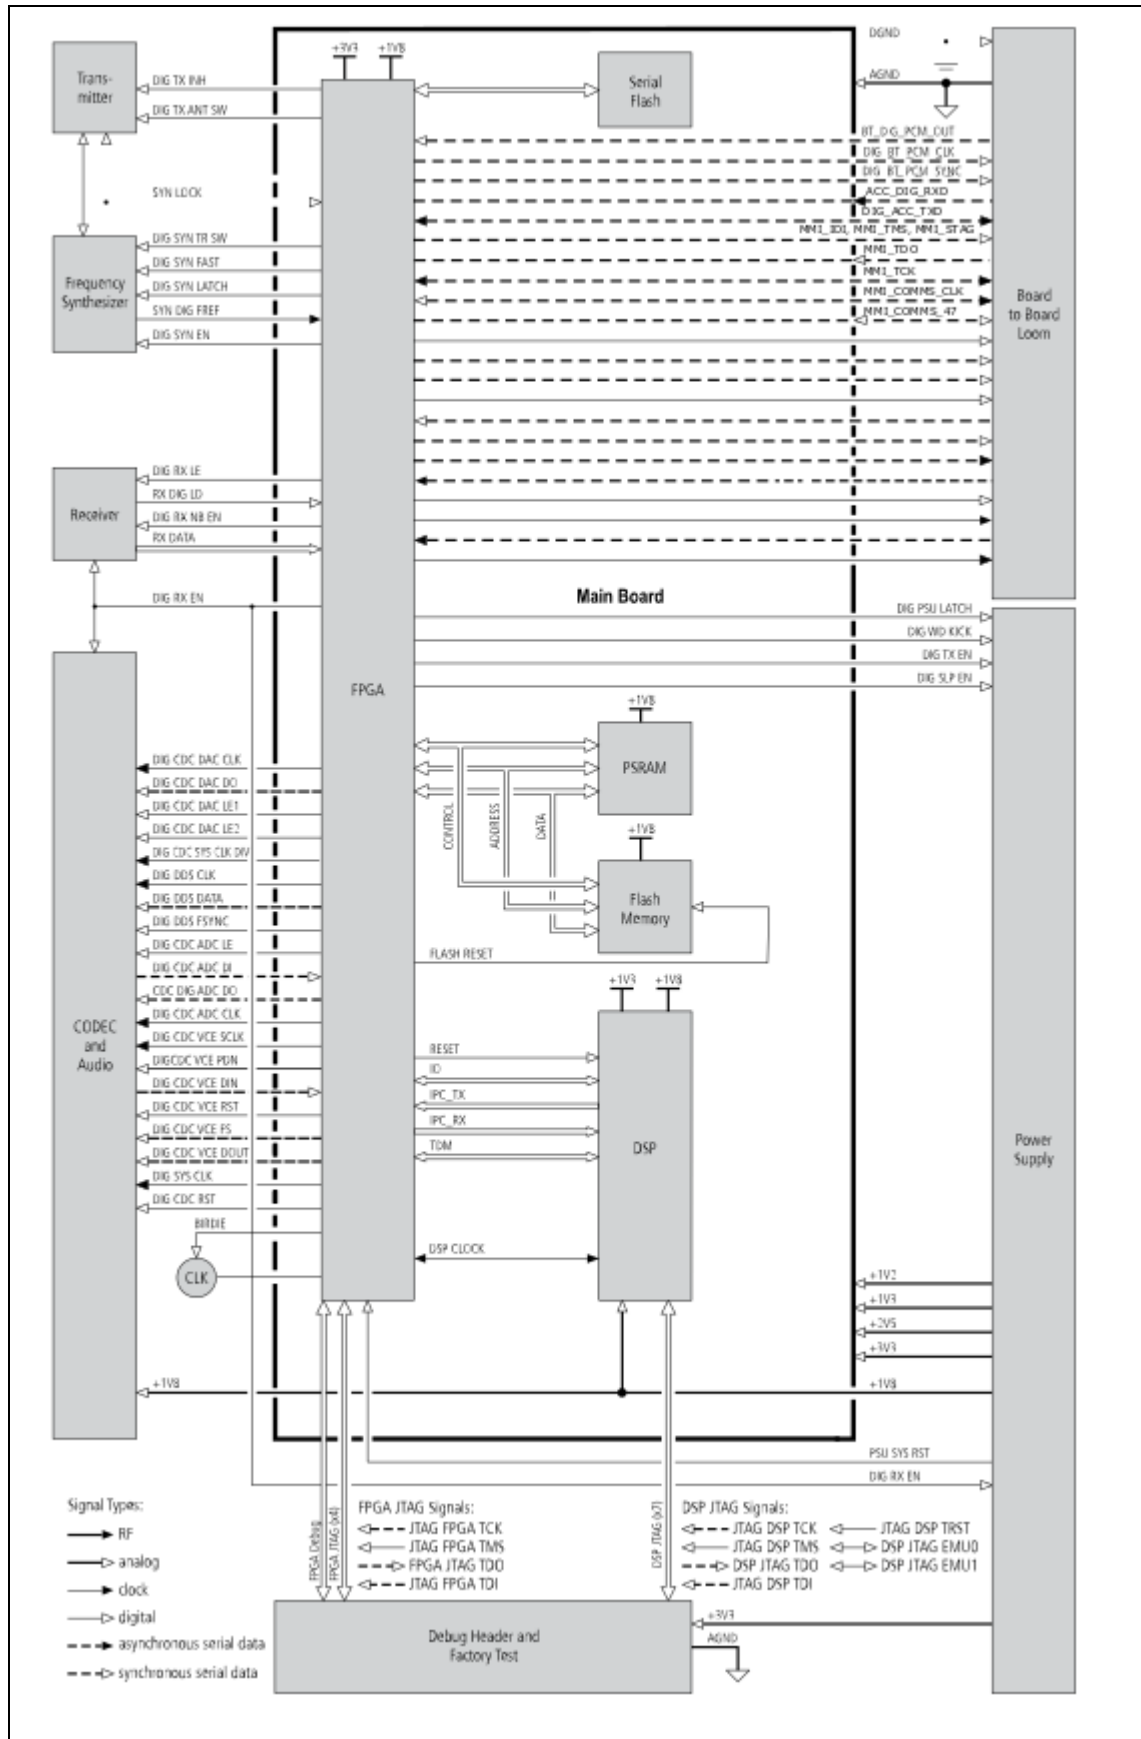 +3V3
+1V8
DGND
AGND
Trans-
mitter
DIG TX INH
DIG TX ANT SW
Serial
Flash
BT_DIG_PCM_OUT
DIG_BT_PCM_CLK
DIG_BT_PCM_SYNC
ACC_DIG_RXD
DIG_ACC_TXD
MMI_IDI, MMI_TMS, MMI_STAG
MMI_TDO
MMI_TCK
MMI_COMMS_CLK
MMI_COMMS_47
SYN LOCK
Frequency
Synthesizer
DIG SYN TR SW
DIG SYN FAST
DIG SYN LATCH
SYN DIG FREF
DIG SYN EN
Board
to Board
Loom
Receiver
DIG RX LE
RX DIG LD
DIG RX NB EN
RX DATA
DIG RX EN
Main Board
FPGA
DIG PSU LATCH
DIG WD KICK
DIG TX EN
DIG SLP EN
+1V8
PSRAM
CONTROL
ADDRESS
DATA
+1V8
Flash
Memory
FLASH RESET
CODEC
and
Audio
DIG CDC DAC CLK
DIG CDC DAC DO
DIG CDC DAC LE1
DIG CDC DAC LE2
DIG CDC SYS CLK DIV
DIG DDS CLK
DIG DDS DATA
DIG DDS FSYNC
DIG CDC ADC LE
DIG CDC ADC DI
CDC DIG ADC DO
DIG CDC ADC CLK
DIG CDC VCE SCLK
DIGCDC VCE PDN
DIG CDC VCE DIN
DIG CDC VCE RST
DIG CDC VCE FS
DIG CDC VCE DOUT
DIG SYS CLK
DIG CDC RST
BIRDIE
CLK
+1V3
+1V8
RESET
IO
IPC_TX
IPC_RX
TDM
DSP
DSP CLOCK
Power
Supply
+1V2
+1V3
+2V5
+3V3
+1V8
+1V8
PSU SYS RST
DIG RX EN
Signal Types:
RF
analog
clock
digital
asynchronous serial data
synchronous serial data
FPGA Debug
FPGA JTAG (x4)
FPGA JTAG Signals:
JTAG FPGA TCK
JTAG FPGA TMS
FPGA JTAG TDO
JTAG FPGA TDI
DSP JTAG (x7)
DSP JTAG Signals:
JTAG DSP TCK JTAG DSP TRST
JTAG DSP TMS DSP JTAG EMU0
DSP JTAG TDO DSP JTAG EMU1
JTAG DSP TDI
Debug Header and
Factory Test
+3V3
AGND